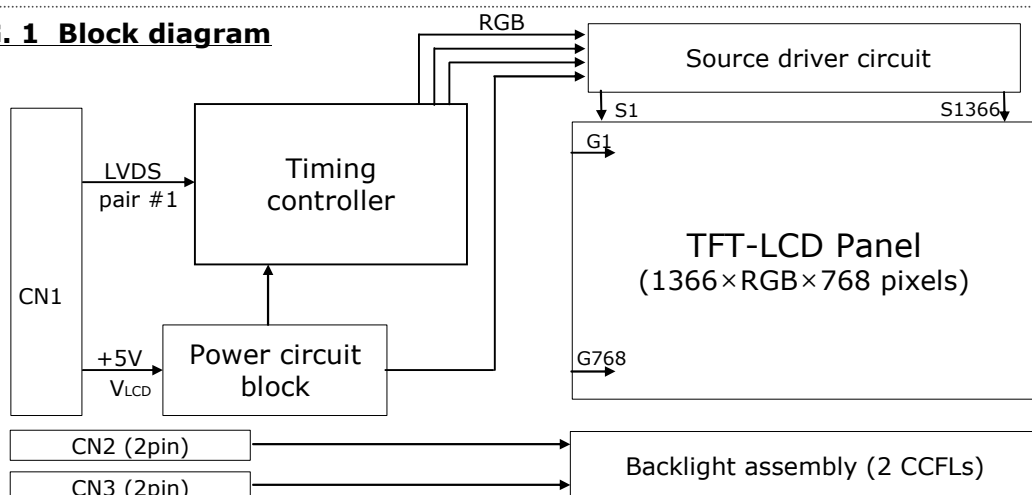 . 1 Block diagram
RGB
Source driver circuit
S1
S1366
G1
LVDS
pair #1
Timing
controller
TFT-LCD Panel
(1366×RGB×768 pixels)
CN1
+5V
VLCD
Power circuit
block
G768
CN2 (2pin)
CN3 (2pin)
Backlight assembly (2 CCFLs)